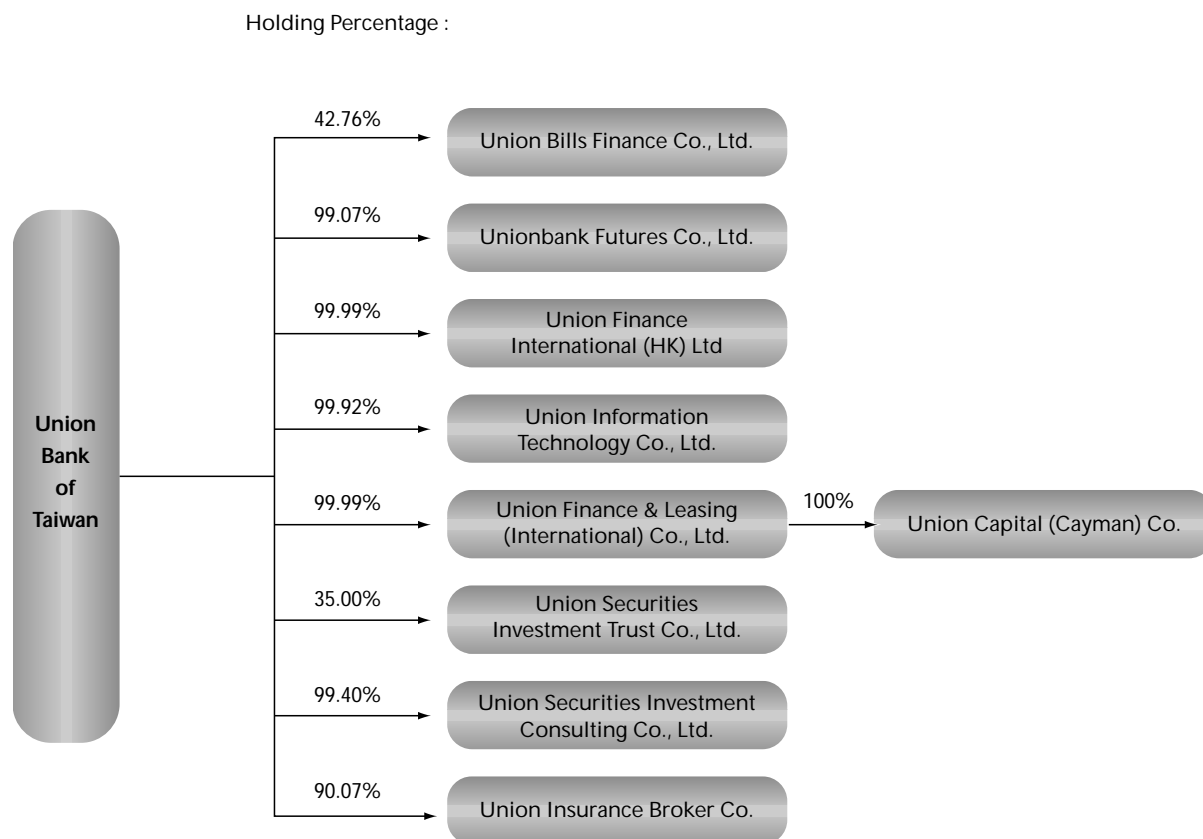 Holding Percentage :
Union
Bank
of
Taiwan
42.76%
Union Bills Finance Co., Ltd.
99.07%
Unionbank Futures Co., Ltd.
99.99%
Union Finance
International (HK) Ltd
99.92%
Union Information
Technology Co., Ltd.
99.99%
Union Finance & Leasing
(International) Co., Ltd.
100%
Union Capital (Cayman) Co.
35.00%
Union Securities
Investment Trust Co., Ltd.
99.40%
Union Securities Investment
Consulting Co., Ltd.
90.07%
Union Insurance Broker Co.